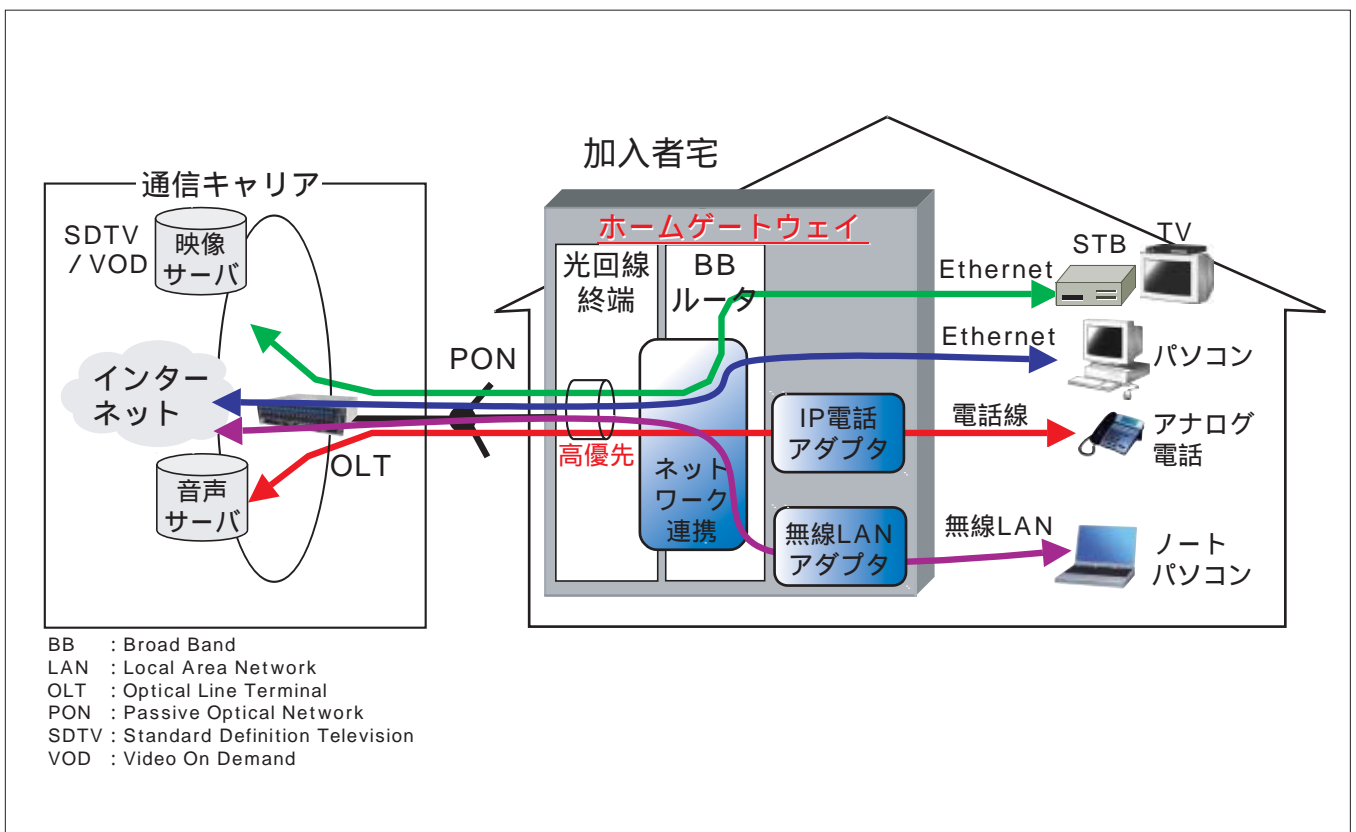 加入者宅
通信キャリア
SDTV
/VOD
映像
サーバ
インター
ネット
音声
サーバ
OLT
PON
ホームゲートウェイ
光回線
終端
BB
ルータ
高優先
ネット
ワーク
連携
IP電話
アダプタ
無線LAN
アダプタ
Ethernet
STB
TV
Ethernet
パソコン
電話線
アナログ
電話
無線LAN
ノート
パソコン
BB : Broad Band
LAN : Local Area Network
OLT : Optical Line Terminal
PON : Passive Optical Network
SDTV : Standard Definition Television
VOD : Video On Demand